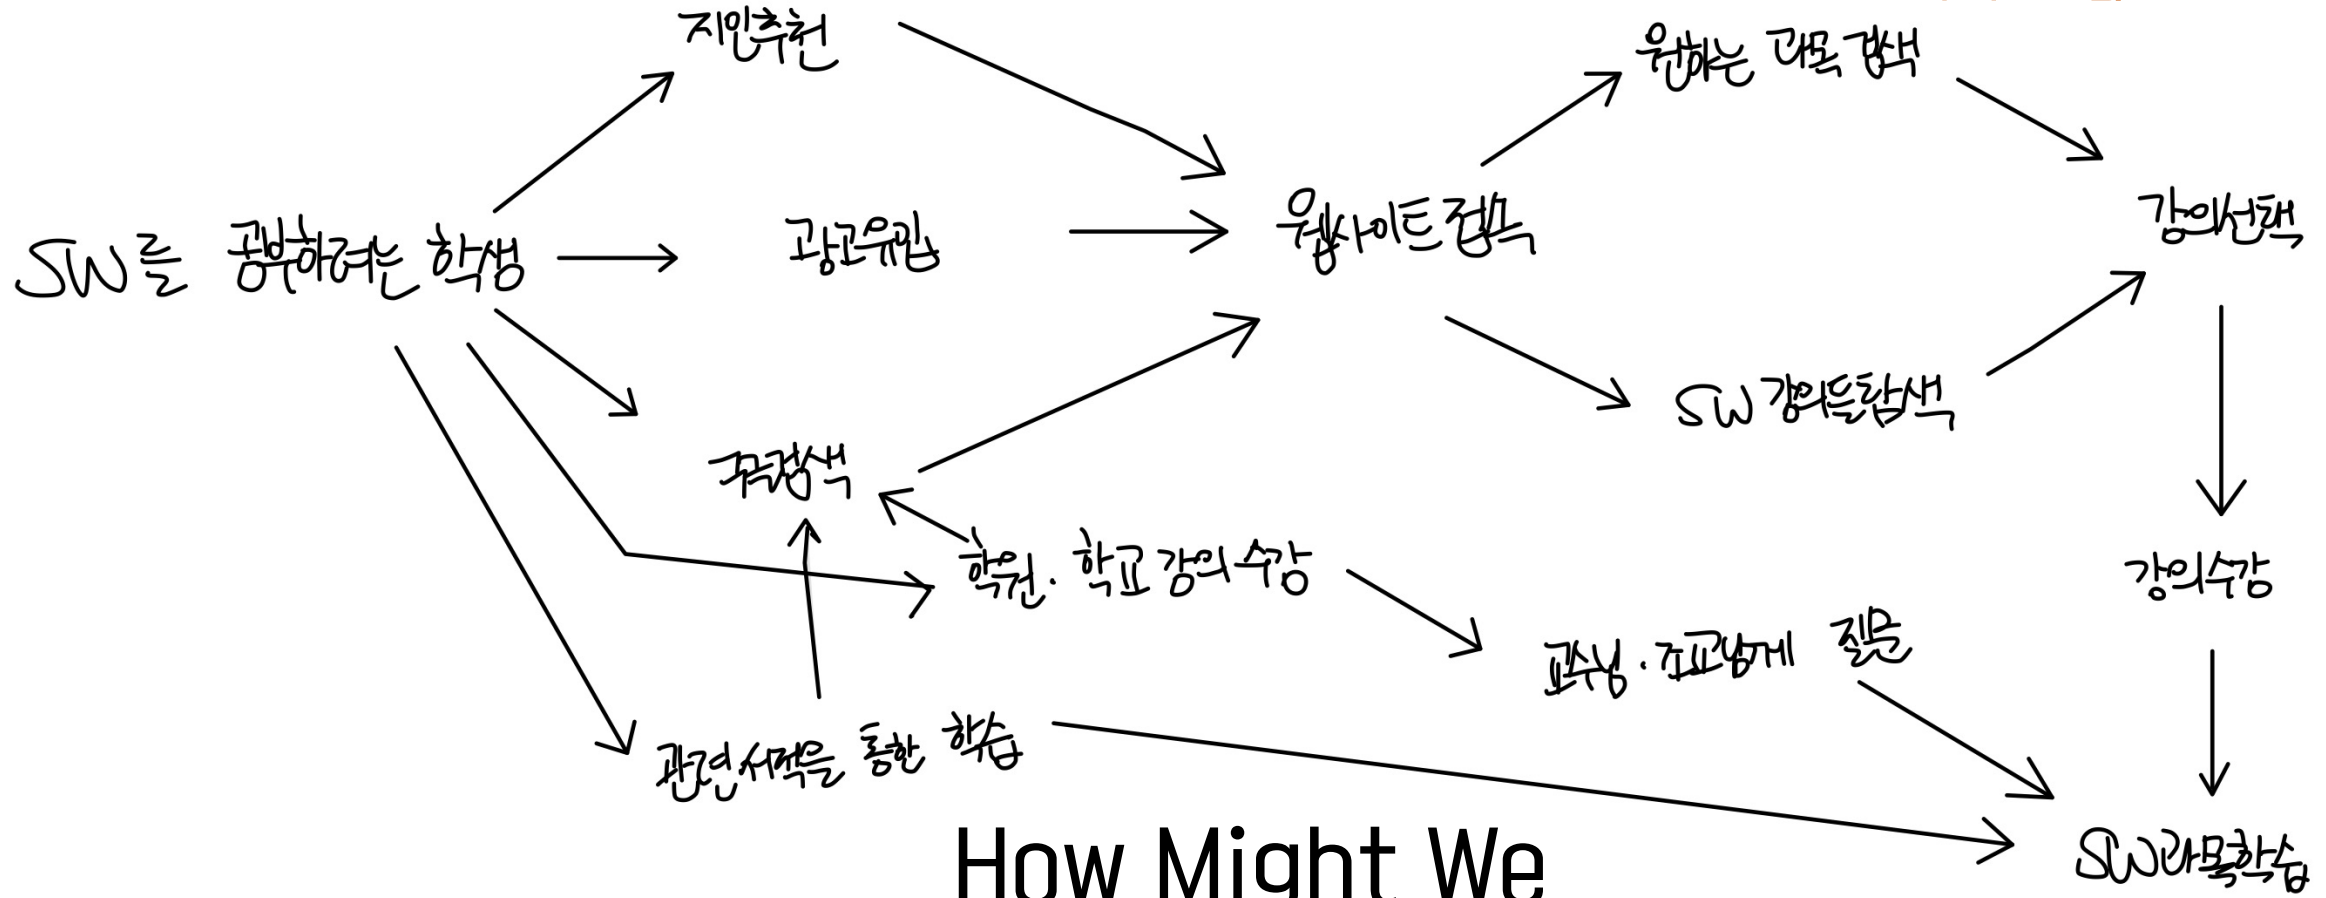 지인추천
원하는 과목 검색
SW를 공부하려는 학생
광고유입
웹사이트 접속
강의선택
SW 강의들 탐색
구글검색
학원·학교 강의 수강
강의수강
교수님·조교님께 질문
관련 서적을 통한 학습
SW과목학습
How Might We